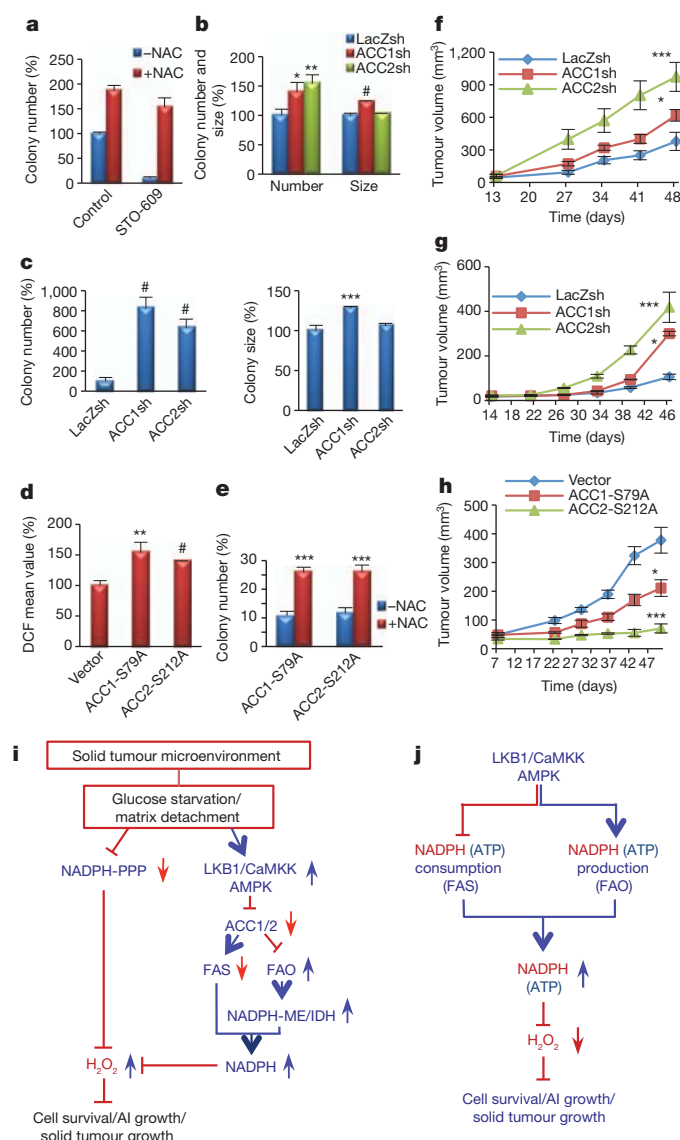 a
–NAC
+NAC
Colony number (%)
250
200
150
100
50
0
Control
STO-609
b
LacZsh
ACC1sh
ACC2sh
Colony number and
size (%)
200
150
100
50
0
* ** #
Number Size
c
Colony number (%)
1,000
800
600
400
200
0
# #
LacZsh
ACC1sh
ACC2sh
Colony size (%)
150
100
50
0
***
LacZsh
ACC1sh
ACC2sh
d
DCF mean value (%)
200
150
100
50
0
** #
Vector
ACC1-S79A
ACC2-S212A
e
Colony number (%)
30
20
10
0
*** ***
–NAC
+NAC
ACC1-S79A
ACC2-S212A
f
LacZsh
ACC1sh
ACC2sh
Tumour volume (mm3)
1,200
900
600
300
0
***
*
13 20 27 34 41 48
Time (days)
g
LacZsh
ACC1sh
ACC2sh
Tumour volume (mm3)
600
400
200
0
***
*
14 18 22 26 30 34 38 42 46
Time (days)
h
Vector
ACC1-S79A
ACC2-S212A
Tumour volume (mm3)
500
400
300
200
100
0
*
***
7 12 17 22 27 32 37 42 47
Time (days)
i
Solid tumour microenvironment
Glucose starvation/
matrix detachment
NADPH-PPP
LKB1/CaMKK
AMPK
ACC1/2
FAS FAO
NADPH-ME/IDH
H2O2
NADPH
Cell survival/AI growth/
solid tumour growth
j
LKB1/CaMKK
AMPK
NADPH (ATP)
consumption
(FAS)
NADPH (ATP)
production
(FAO)
NADPH
(ATP)
H2O2
Cell survival/AI growth/
solid tumour growth